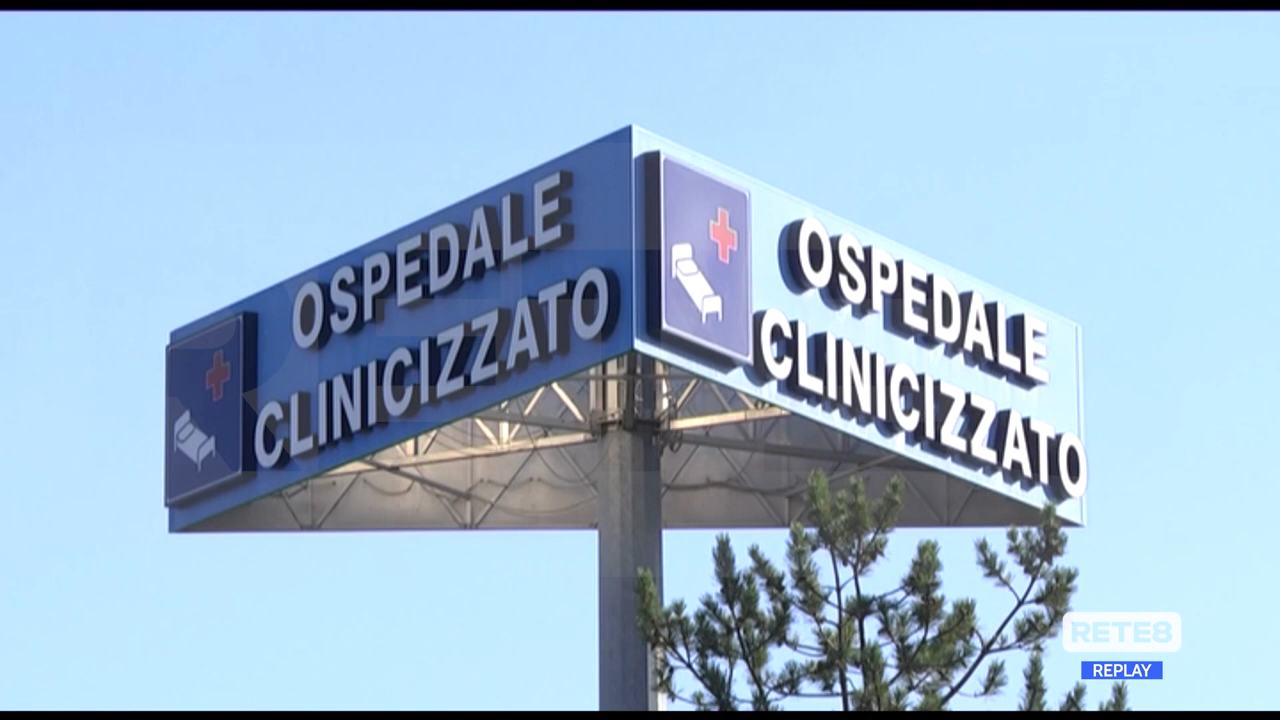 OSPEDALE
CLINICIZZATO
OSPEDALE
CLINICIZZATO
RETE8
REPLAY